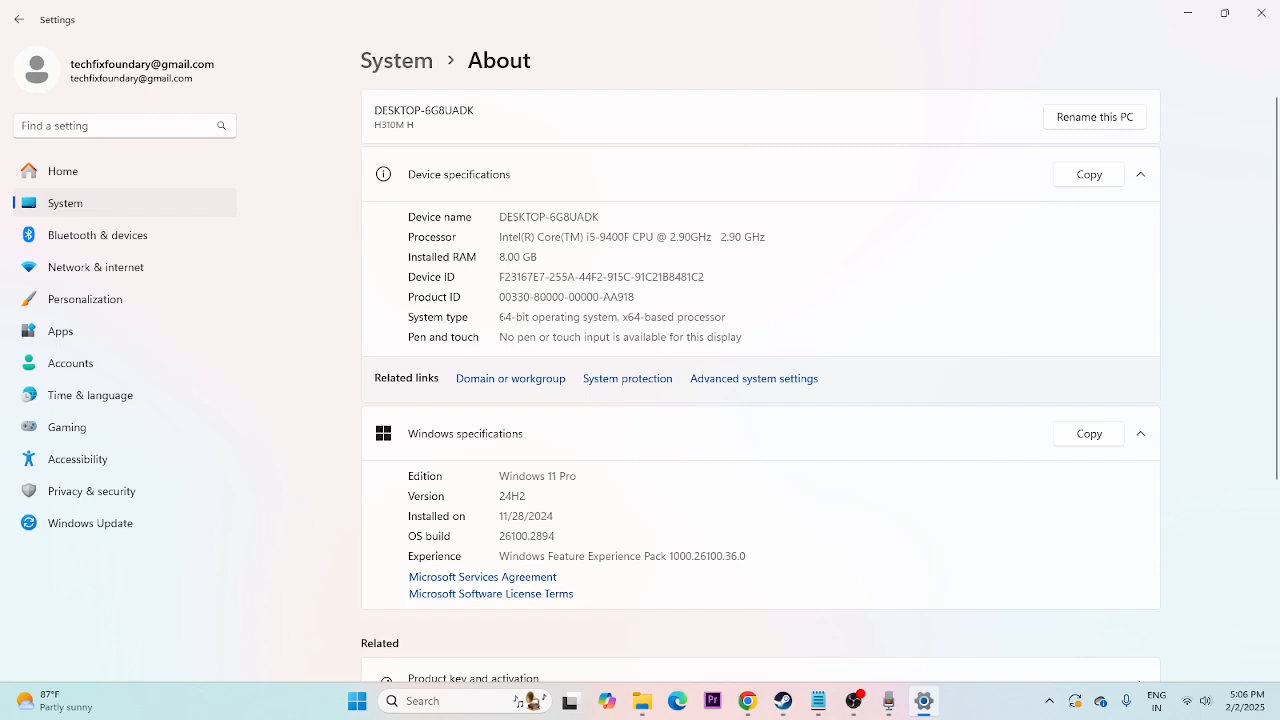 Settings
techfixfoundary@gmail.com
techfixfoundary@gmail.com
Find a setting
Home
System
Bluetooth & devices
Network & internet
Personalization
Apps
Accounts
Time & language
Gaming
Accessibility
Privacy & security
Windows Update
System > About
DESKTOP-6G8UADK
H310M H
Rename this PC
Device specifications
Copy
Device name DESKTOP-6G8UADK
Processor Intel(R) Core(TM) i5-9400F CPU @ 2.90GHz 2.90 GHz
Installed RAM 8.00 GB
Device ID F23167E7-255A-44F2-915C-91C21B8481C2
Product ID 00330-80000-00000-AA918
System type 64-bit operating system, x64-based processor
Pen and touch No pen or touch input is available for this display
Related links Domain or workgroup System protection Advanced system settings
Windows specifications
Copy
Edition Windows 11 Pro
Version 24H2
Installed on 11/28/2024
OS build 26100.2894
Experience Windows Feature Experience Pack 1000.26100.36.0
Microsoft Services Agreement
Microsoft Software License Terms
Related
Product key and activation
87°F
Partly sunny
Search
Pr
ENG
IN
5:06 PM
2/2/2025